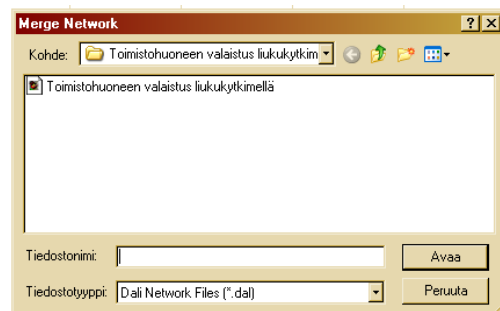 Merge Network
Kohde: Toimistohuoneen valaistus liukukytkim
Toimistohuoneen valaistus liukukytkimellä
Tiedostonimi:
Avaa
Tiedostotyyppi: Dali Network Files (*.dal)
Peruuta